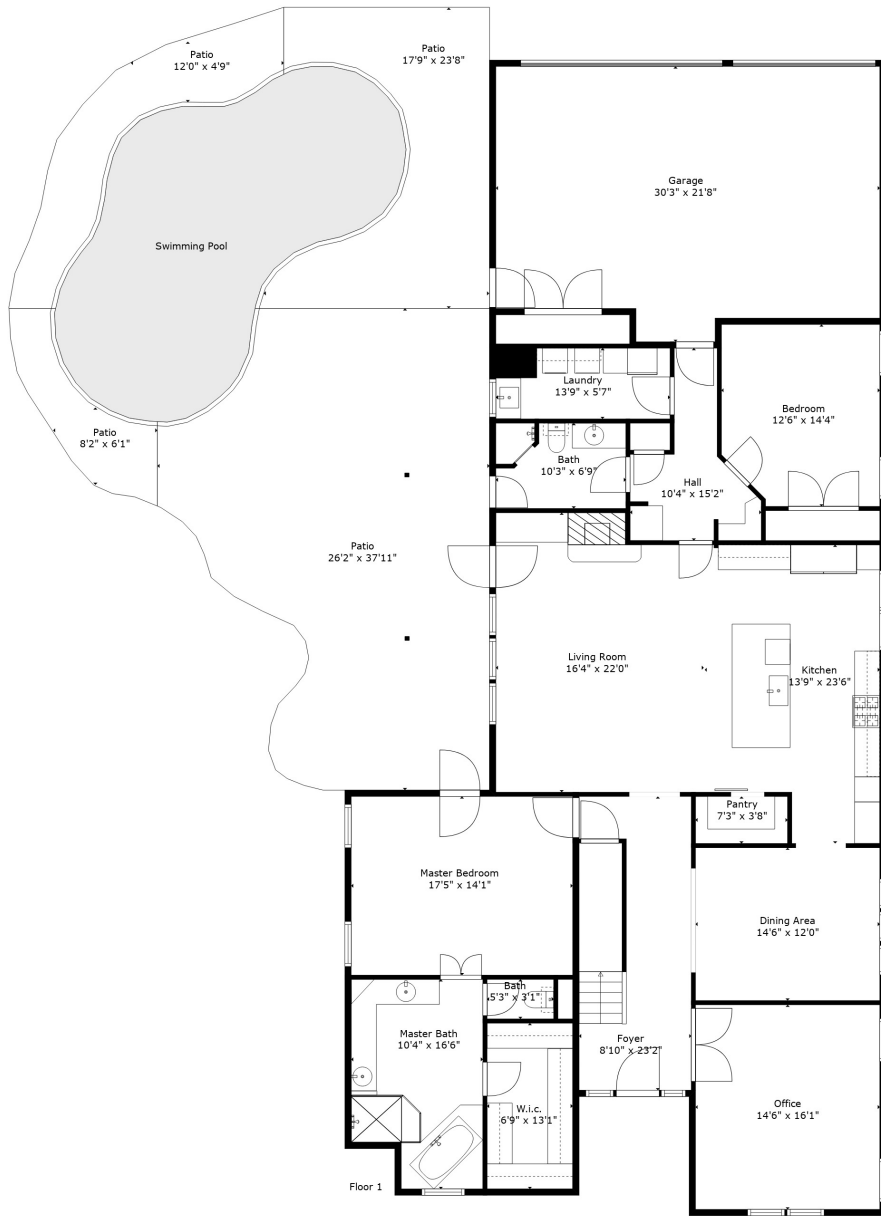 Patio
12'0" x 4'9"
Patio
17'9" x 23'8"
Garage
30'3" x 21'8"
Swimming Pool
Laundry
13'9" x 5'7"
Bedroom
12'6" x 14'4"
Patio
8'2" x 6'1"
Bath
10'3" x 6'9"
Hall
10'4" x 15'2"
Patio
26'2" x 37'11"
Living Room
16'4" x 22'0"
Kitchen
13'9" x 23'6"
Pantry
7'3" x 3'8"
Master Bedroom
17'5" x 14'1"
Dining Area
14'6" x 12'0"
Bath
5'3" x 3'1"
Master Bath
10'4" x 16'6"
Foyer
8'10" x 23'2"
W.i.c.
6'9" x 13'1"
Office
14'6" x 16'1"
Floor 1